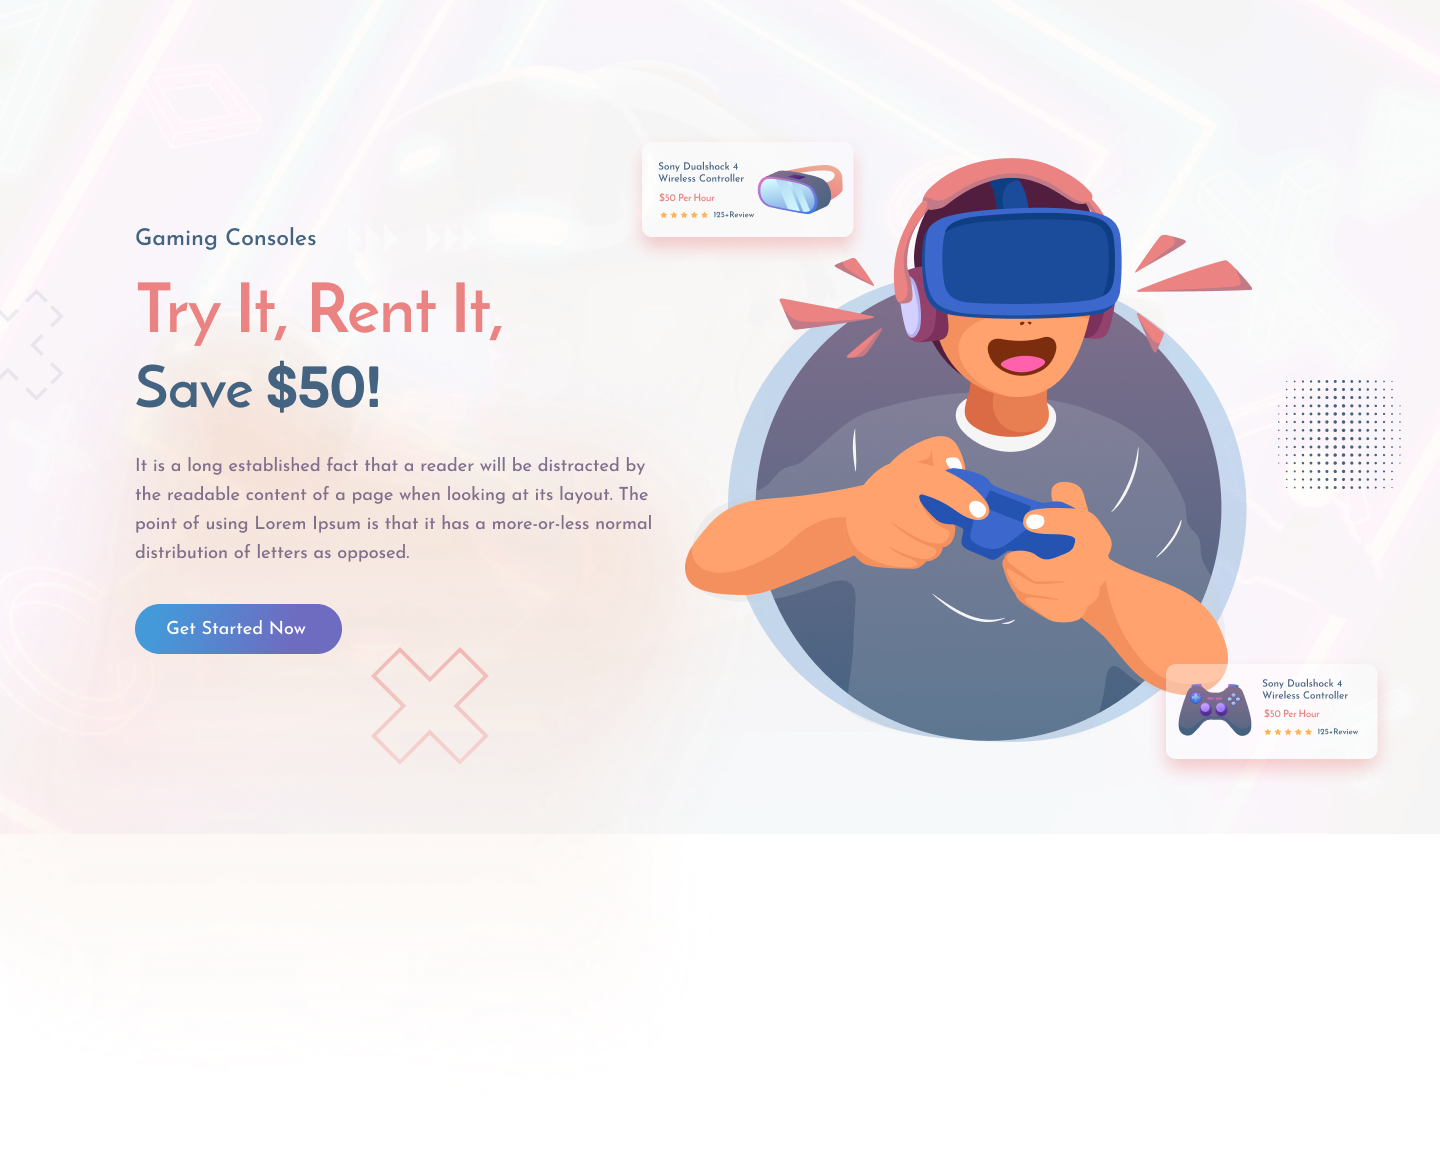 Sony Dualshock 4
Wireless Controller
$50 Per Hour
125+Review
Gaming Consoles
Try It, Rent It,
Save $50!
It is a long established fact that a reader will be distracted by
the readable content of a page when looking at its layout. The
point of using Lorem Ipsum is that it has a more-or-less normal
distribution of letters as opposed.
Get Started Now
Sony Dualshock 4
Wireless Controller
$50 Per Hour
125+Review